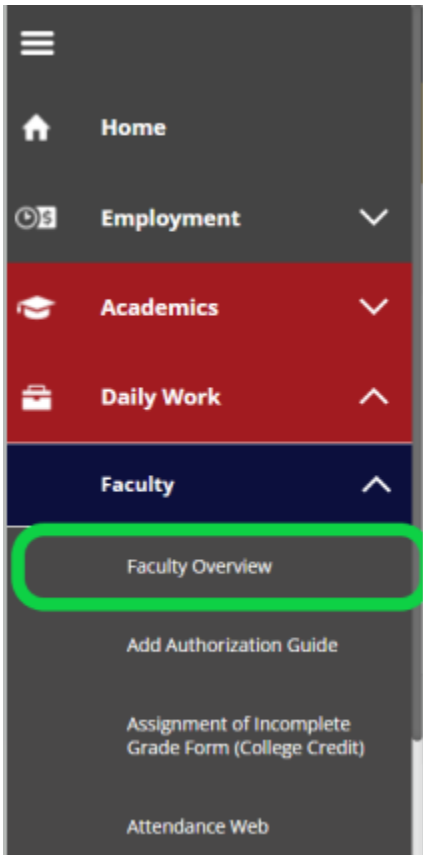 Home
$
Employment
Academics
Daily Work
Faculty
Faculty Overview
Add Authorization Guide
Assignment of Incomplete
Grade Form (College Credit)
Attendance Web